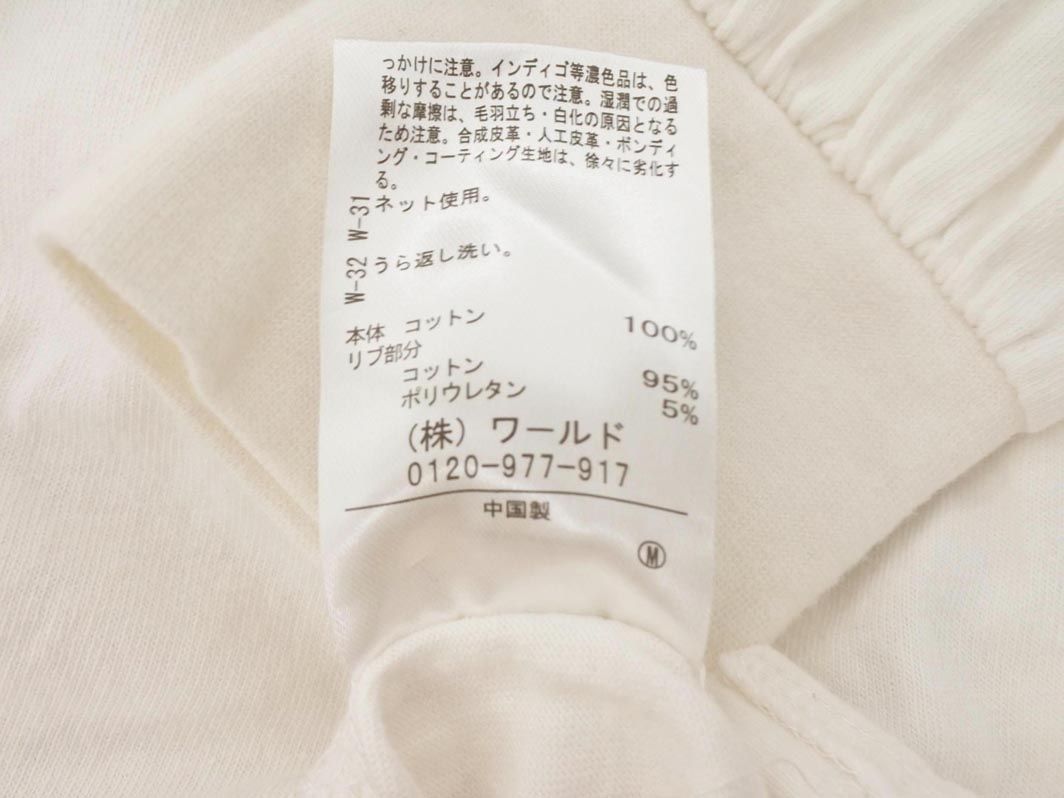 っかけに注意。インディゴ等濃色品は、色
移りすることがあるので注意。湿潤での過
剰な摩擦は、毛羽立ち・白化の原因となる
ため注意。合成皮革・人工皮革・ボンディ
ング・コーティング生地は、徐々に劣化す
る。
W-31 ネット使用。
W-32 うら返し洗い。
本体 コットン 100%
リブ部分
コットン 95%
ポリウレタン 5%
(株) ワールド
0120-977-917
中国製
Ⓜ